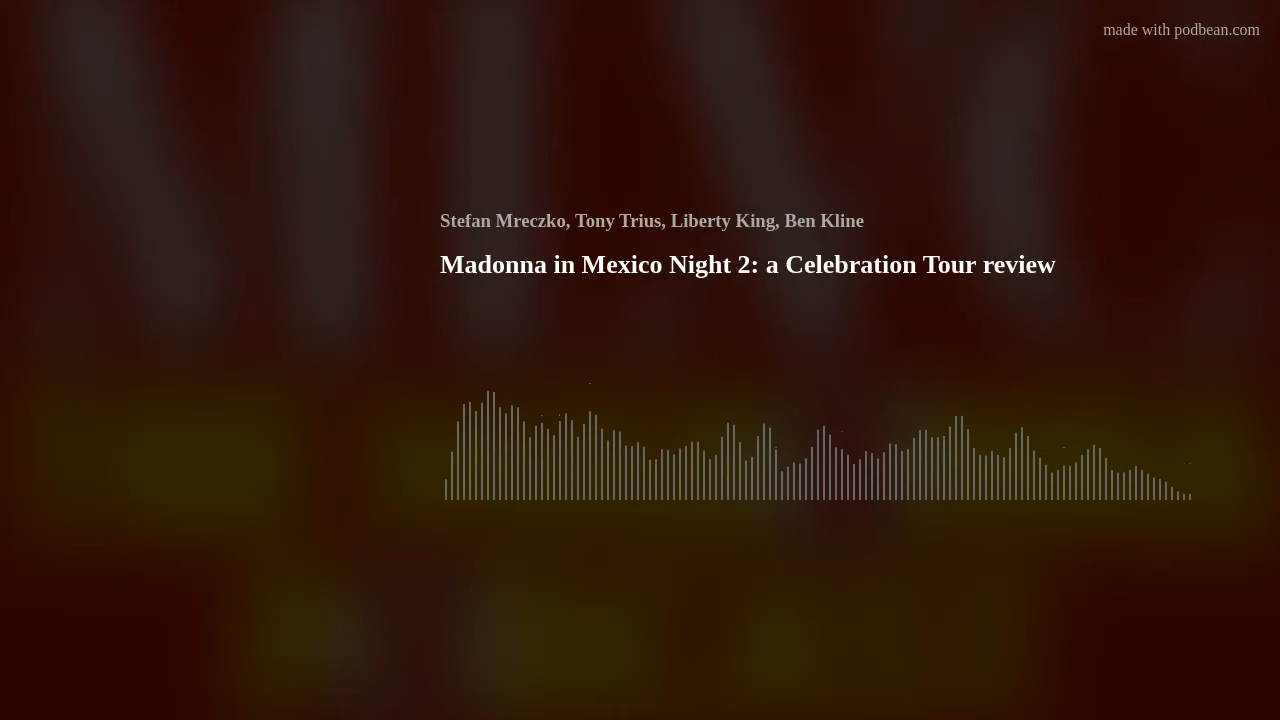 made with podbean.com
Stefan Mreczko, Tony Trius, Liberty King, Ben Kline
Madonna in Mexico Night 2: a Celebration Tour review